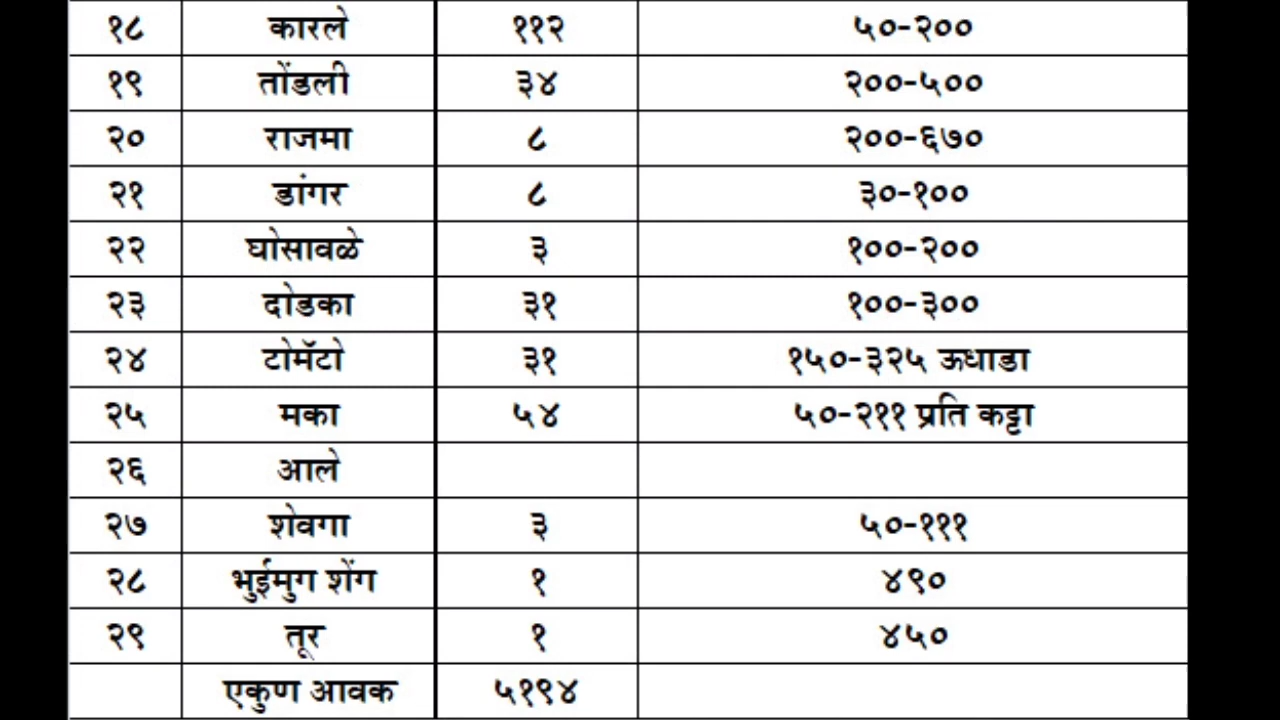 १८ कारले ११२ ५०-२००
१९ तोंडली ३४ २००-५००
२० राजमा ८ २००-६७०
२१ डांगर ८ ३०-१००
२२ घोसावळे ३ १००-२००
२३ दोडका ३१ १००-३००
२४ टोमॅटो ३१ १५०-३२५ ऊधाडा
२५ मका ५४ ५०-२११ प्रति कट्टा
२६ आले
२७ शेवगा ३ ५०-१११
२८ भुईमुग शेंग १ ४९०
२९ तूर १ ४५०
एकुण आवक ५१९४